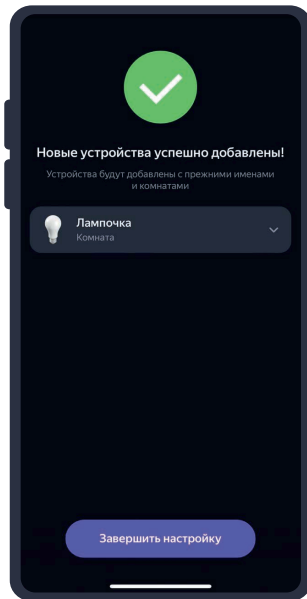 Новые устройства успешно добавлены!
Устройства будут добавлены с прежними именами
и комнатами
Лампочка
Комната
Завершить настройку